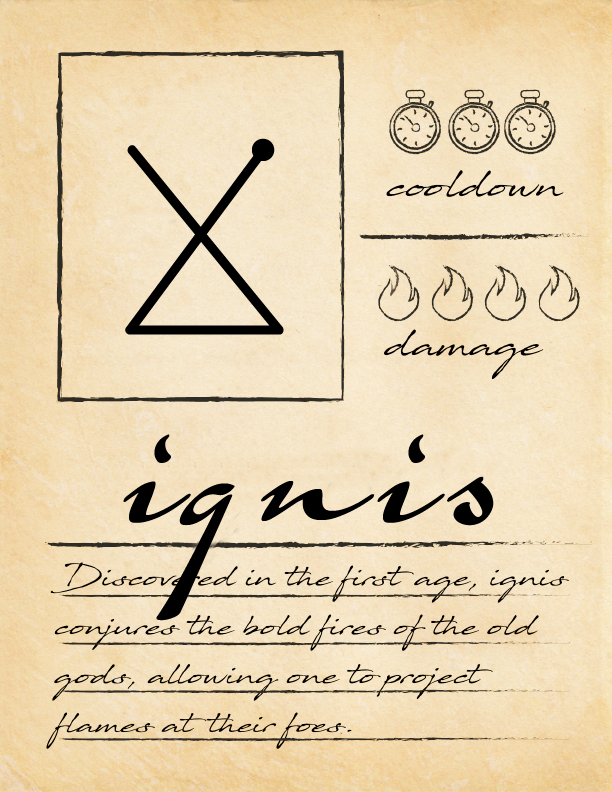 cooldown
damage
ignis
Discovered in the first age, ignis
conjures the bold fires of the old
gods, allowing one to project
flames at their foes.